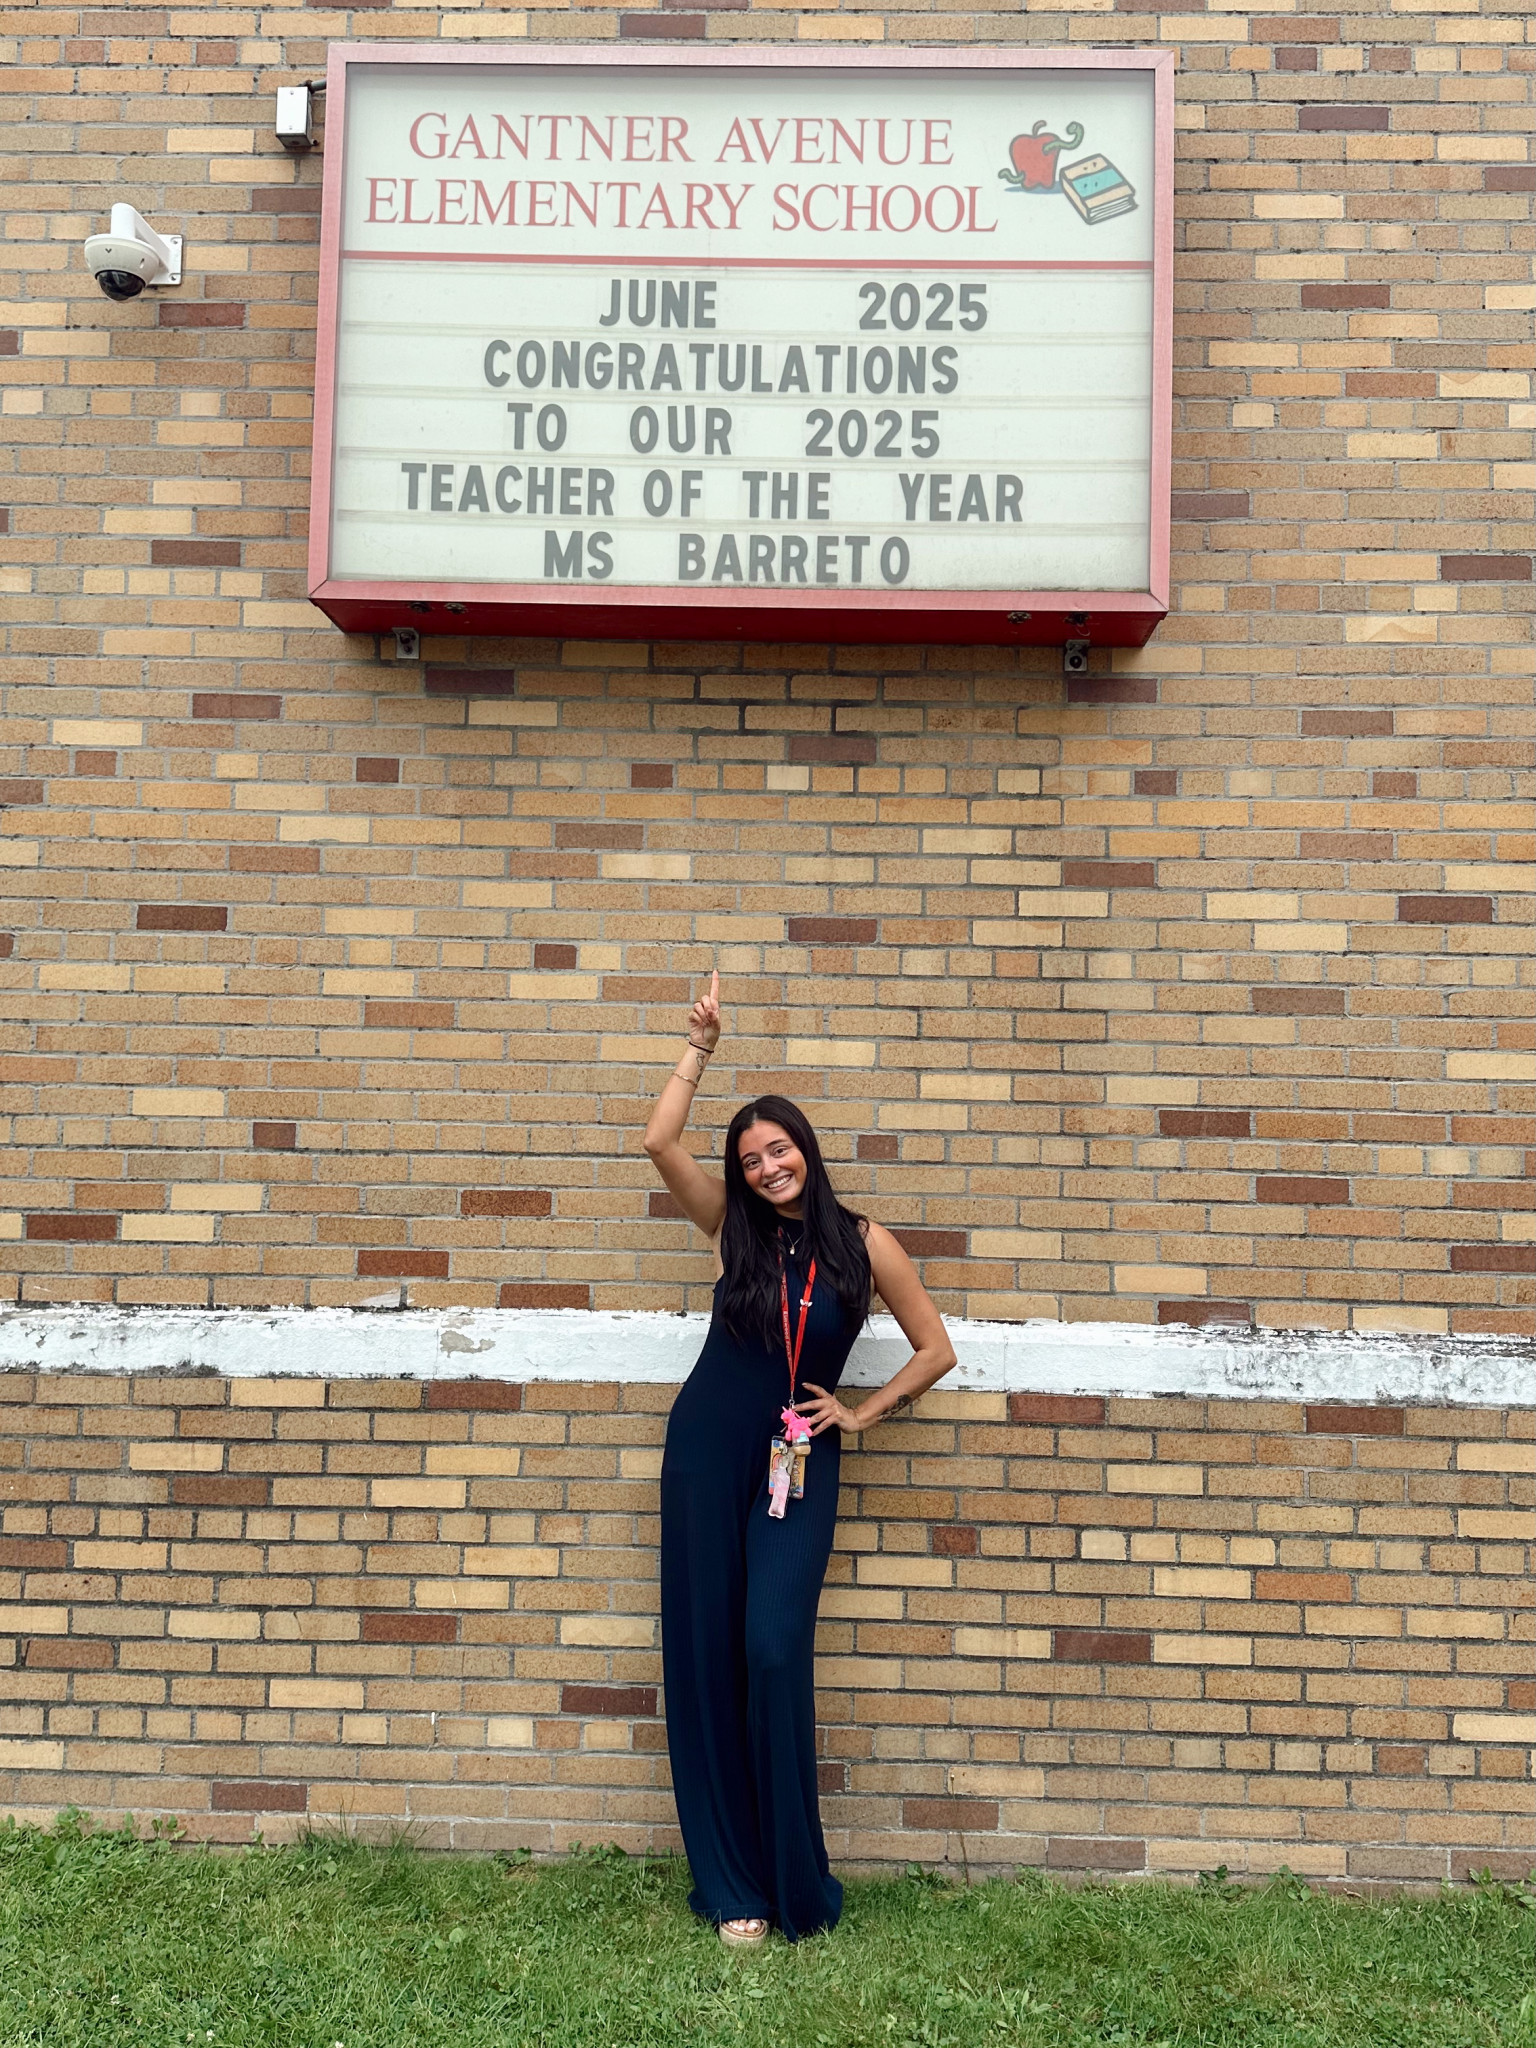 GANTNER AVENUE
ELEMENTARY SCHOOL
JUNE 2025
CONGRATULATIONS
TO OUR 2025
TEACHER OF THE YEAR
MS BARRETO